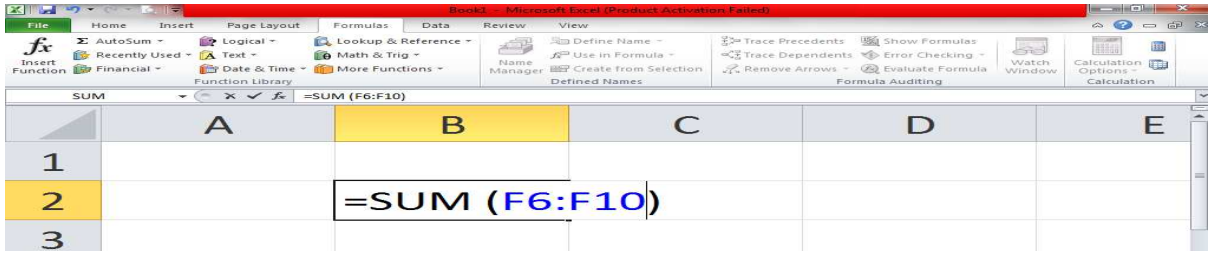 Book1 - Microsoft Excel (Product Activation Failed)
File Home Insert Page Layout Formulas Data Review View
fx Σ AutoSum Logical Lookup & Reference Define Name Trace Precedents Show Formulas
Insert Function Recently Used Text Math & Trig Name Manager Use in Formula Trace Dependents Error Checking Watch Window Calculation Options
Financial Date & Time More Functions Create from Selection Remove Arrows Evaluate Formula
Function Library Defined Names Formula Auditing Calculation
SUM fx =SUM (F6:F10)
A B C D E
1
2 =SUM (F6:F10)
3